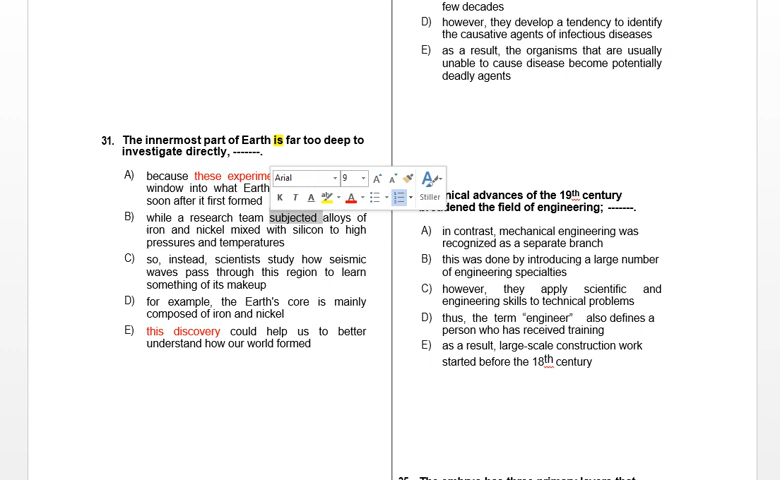 31. The innermost part of Earth is far too deep to
investigate directly, -------.
A) because these experime
window into what Earth
soon after it first formed
B) while a research team subjected alloys of
iron and nickel mixed with silicon to high
pressures and temperatures
C) so, instead, scientists study how seismic
waves pass through this region to learn
something of its makeup
D) for example, the Earth's core is mainly
composed of iron and nickel
E) this discovery could help us to better
understand how our world formed
Arial
9
K T A
Stiller
few decades
D) however, they develop a tendency to identify
the causative agents of infectious diseases
E) as a result, the organisms that are usually
unable to cause disease become potentially
deadly agents
nical advances of the 19th century
dened the field of engineering; -------.
A) in contrast, mechanical engineering was
recognized as a separate branch
B) this was done by introducing a large number
of engineering specialties
C) however, they apply scientific and
engineering skills to technical problems
D) thus, the term “engineer” also defines a
person who has received training
E) as a result, large-scale construction work
started before the 18th century